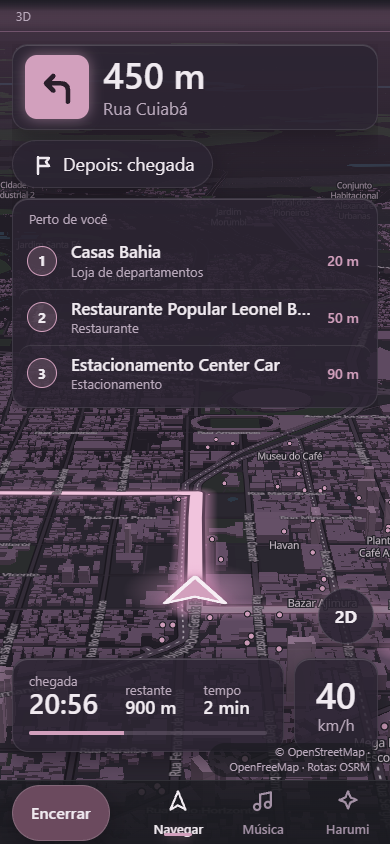 3D
450 m
Rua Cuiabá
Depois: chegada
Cidade
dustrial 2
Conjunto
Habitacional
Perto de você
1
Casas Bahia
Loja de departamentos
20 m
2
Restaurante Popular Leonel B...
Restaurante
50 m
3
Estacionamento Center Car
Estacionamento
90 m
Museu do Café
Havan
Plant
Café A
Bazar /
2D
chegada
20:56
restante
900 m
tempo
2 min
40
km/h
© OpenStreetMap ·
OpenFreeMap · Rotas: OSRM
Encerrar
Navegar
Música
Harumi